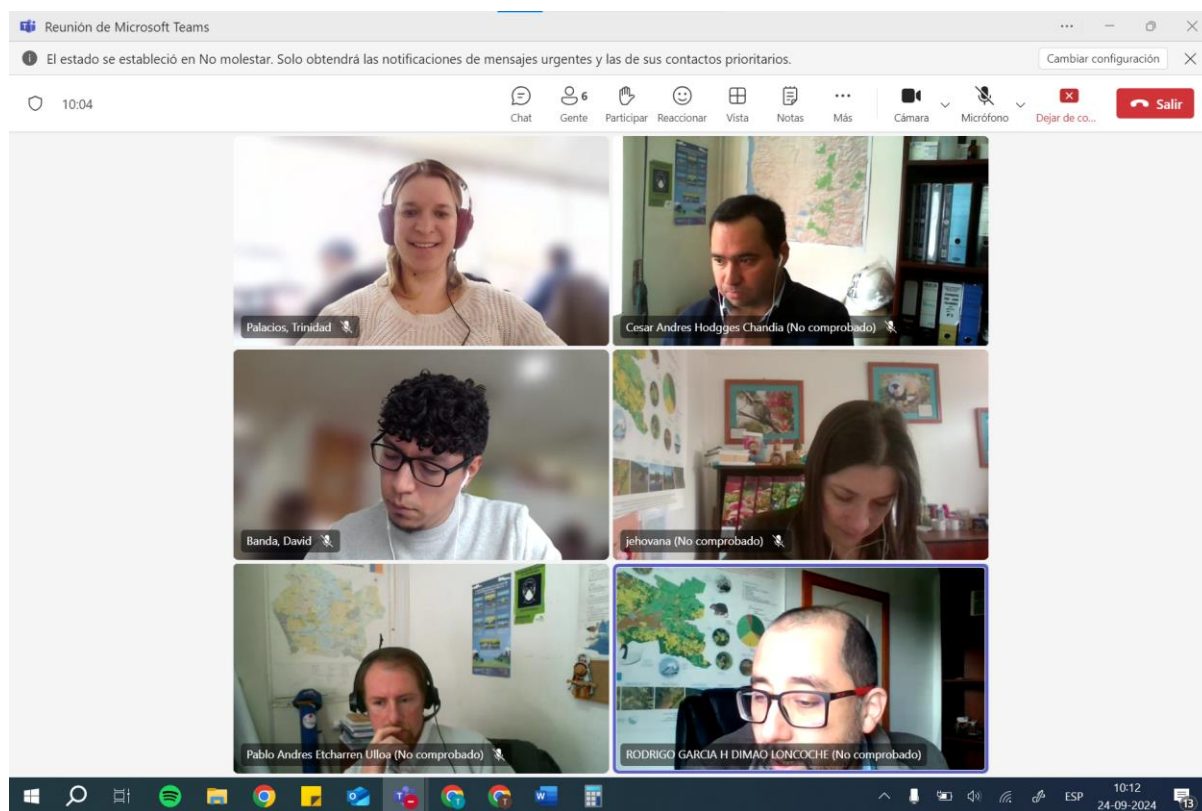 Reunión de Microsoft Teams
El estado se estableció en No molestar. Solo obtendrá las notificaciones de mensajes urgentes y las de sus contactos prioritarios.
Cambiar configuración
10:04
6
Chat
Gente
Participar
Reaccionar
Vista
Notas
Más
Cámara
Micrófono
Dejar de co...
Salir
Palacios, Trinidad
Cesar Andres Hodgges Chandia (No comprobado)
Banda, David
jehovana (No comprobado)
Pablo Andres Etcharren Ulloa (No comprobado)
RODRIGO GARCIA H DIMAO LONCOCHE (No comprobado)
ESP
10:12
24-09-2024
13